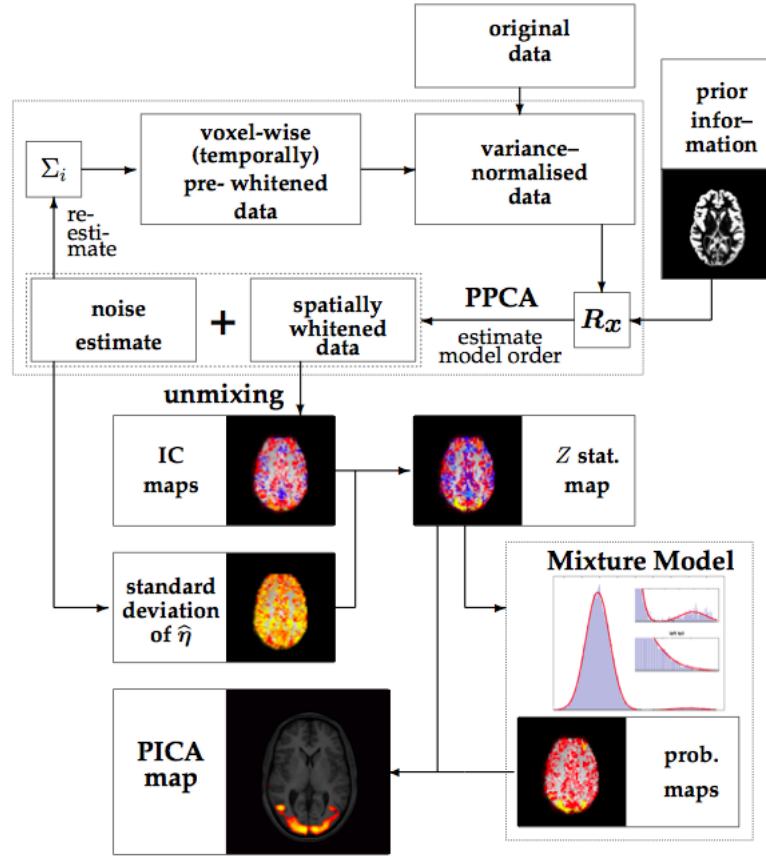 original
data
prior
infor–
mation
voxel-wise
(temporally)
pre- whitened
data
variance–
normalised
data
Σi
re-
esti-
mate
noise
estimate
+
spatially
whitened
data
PPCA
estimate
model order
Rx
unmixing
IC
maps
Z stat.
map
standard
deviation
of η̂
Mixture Model
PICA
map
prob.
maps